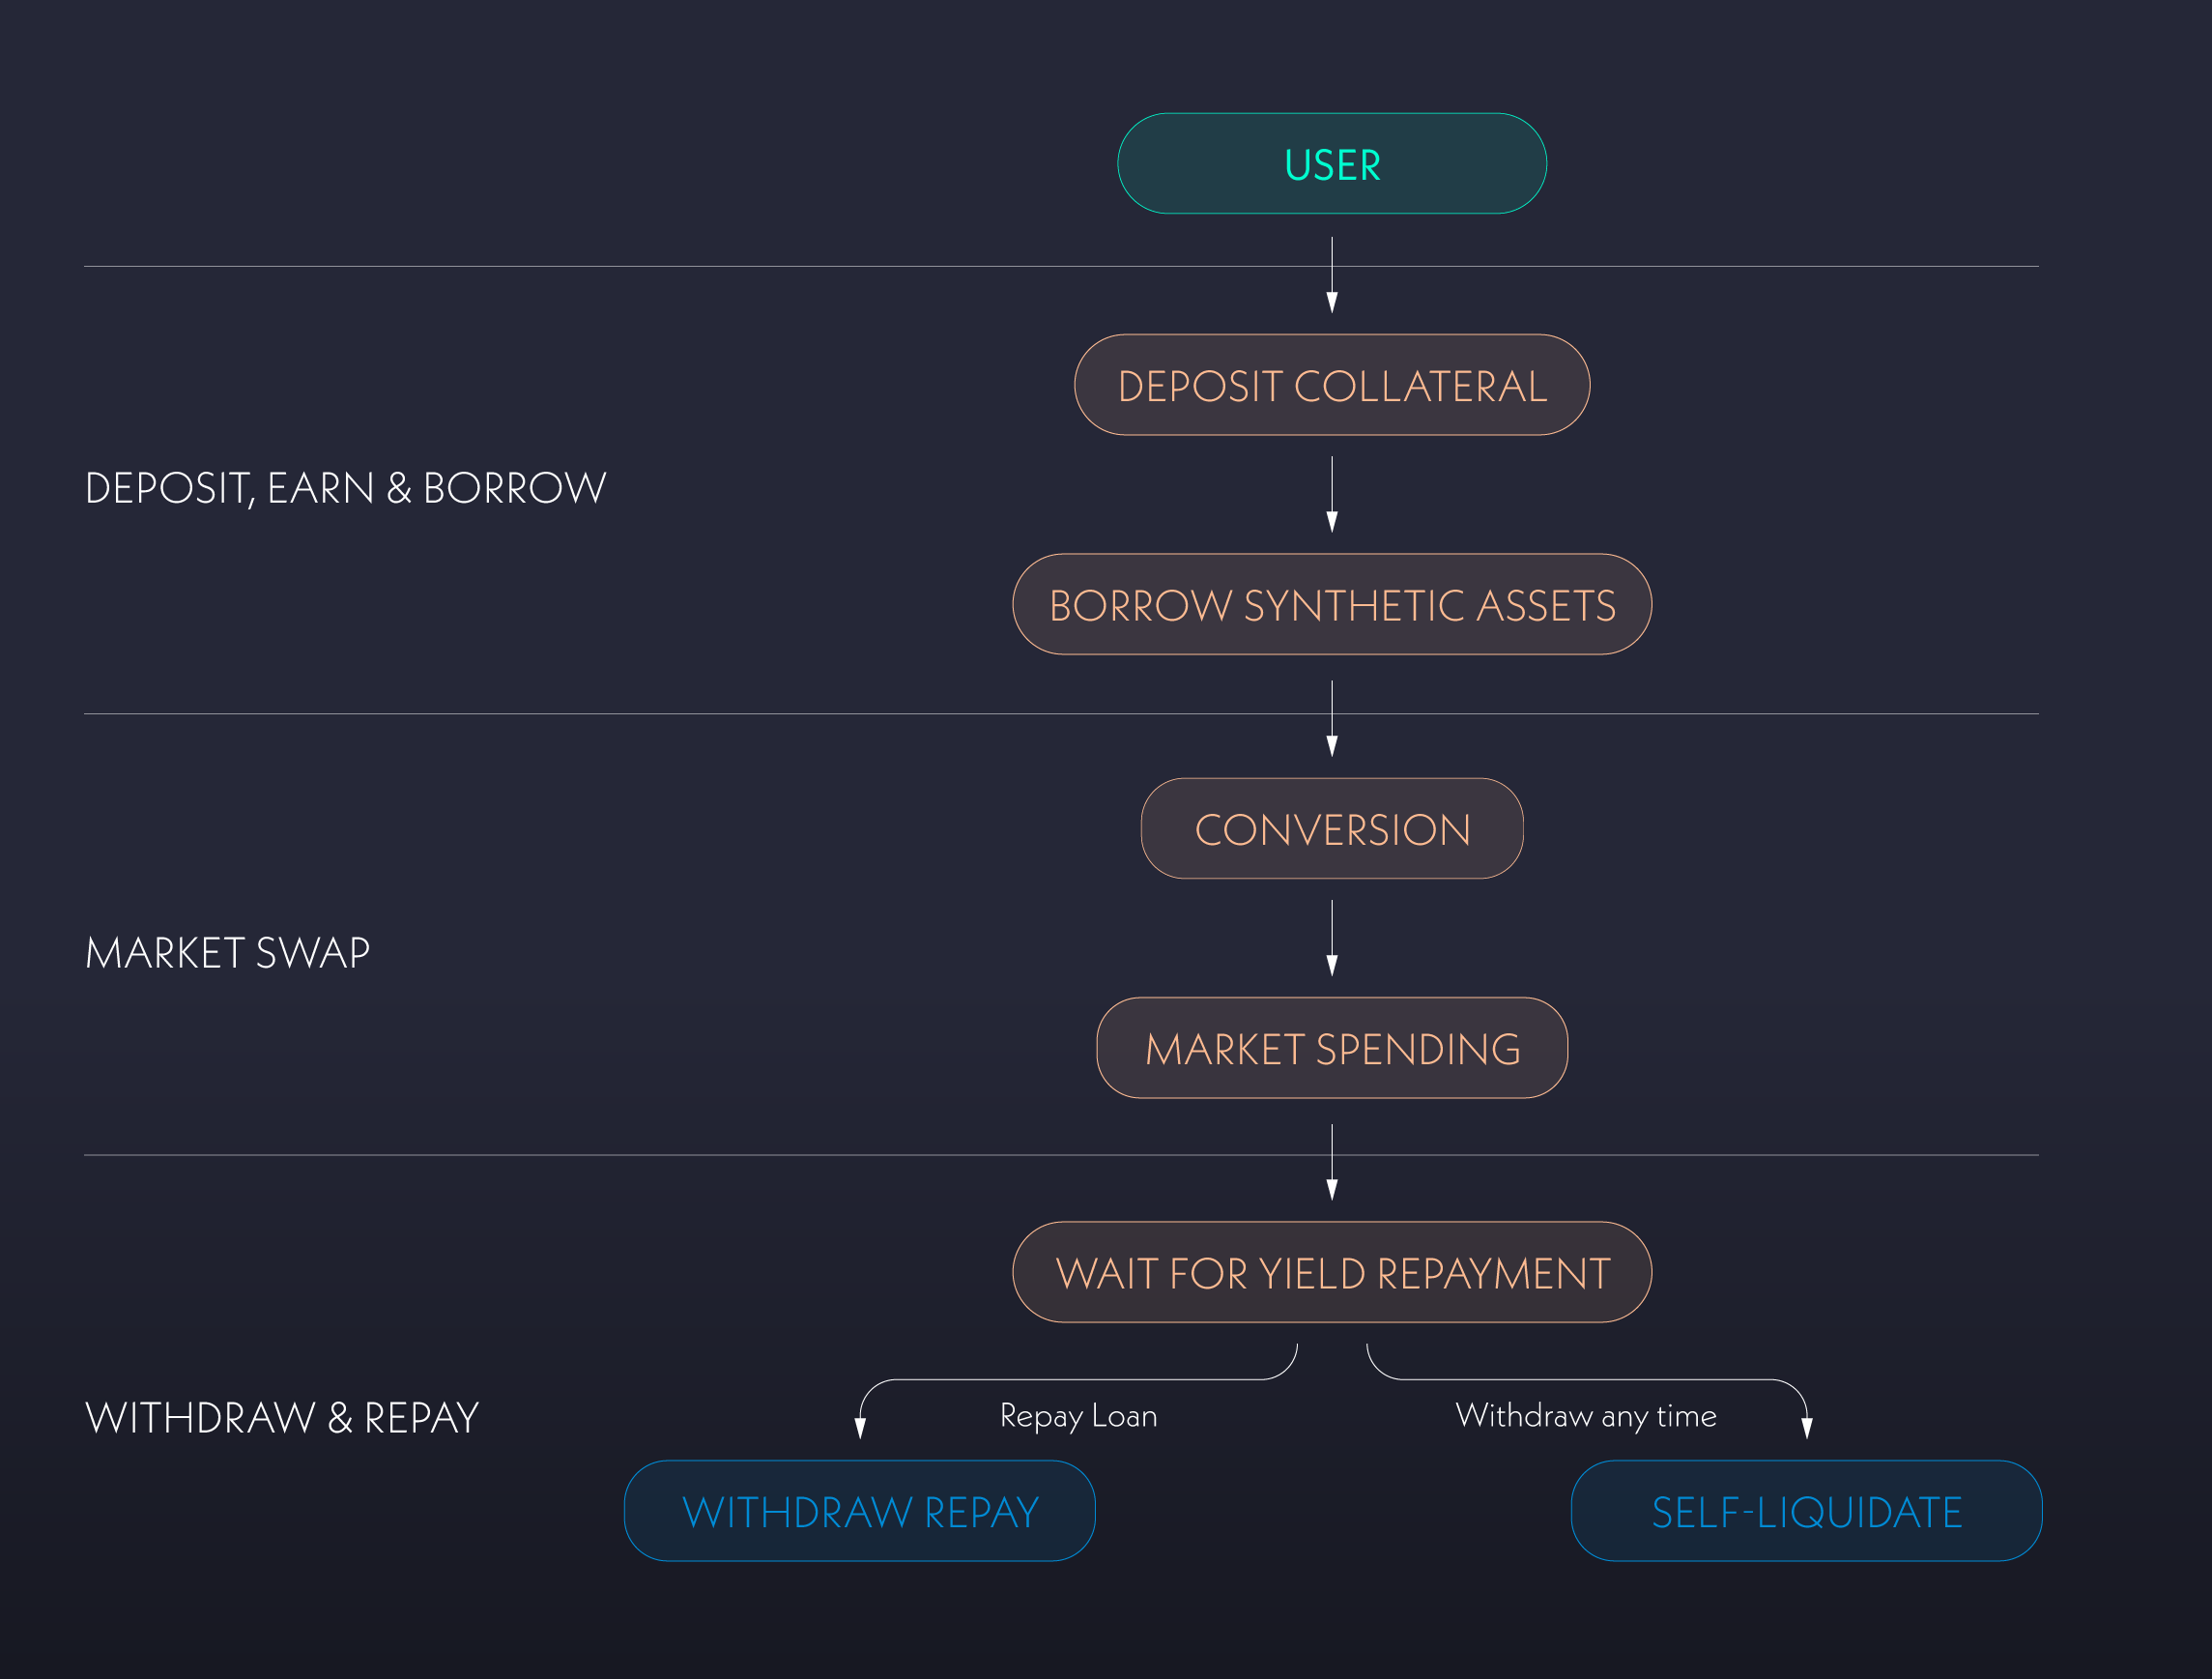 USER
DEPOSIT COLLATERAL
DEPOSIT, EARN & BORROW
BORROW SYNTHETIC ASSETS
CONVERSION
MARKET SWAP
MARKET SPENDING
WAIT FOR YIELD REPAYMENT
WITHDRAW & REPAY
Repay Loan
Withdraw any time
WITHDRAW REPAY
SELF-LIQUIDATE